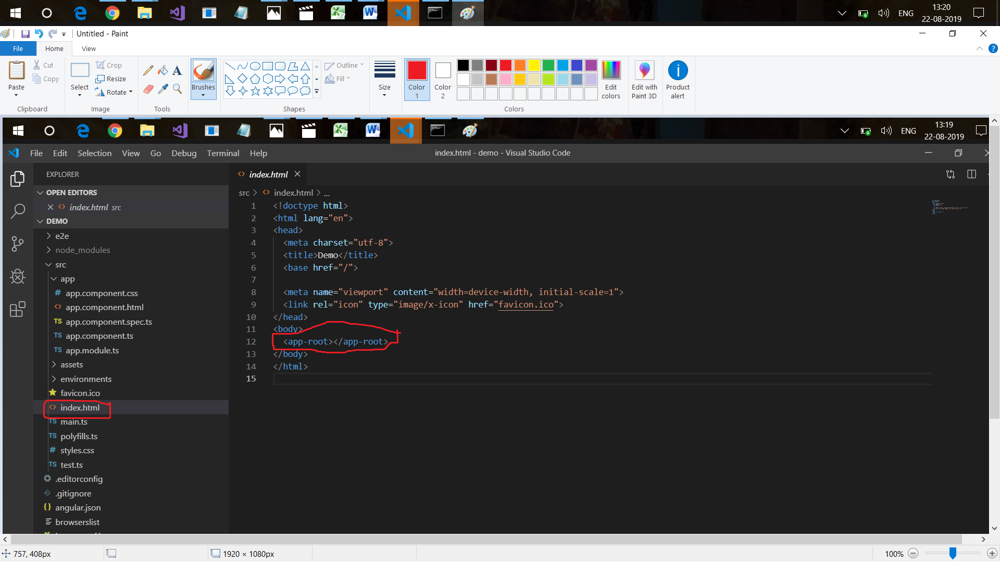 13:20
ENG
22-08-2019
Untitled - Paint
File Home View
Cut
Copy
Paste
Clipboard
Select
Crop
Resize
Rotate
Image
Tools
Brushes
Outline
Fill
Shapes
Size
Color
1
Color
2
Edit
colors
Colors
Edit with
Paint 3D
Product
alert
13:19
ENG
22-08-2019
File Edit Selection View Go Debug Terminal Help
index.html - demo - Visual Studio Code
EXPLORER
OPEN EDITORS
index.html src
DEMO
e2e
node_modules
src
app
app.component.css
app.component.html
TS app.component.spec.ts
TS app.component.ts
TS app.module.ts
assets
environments
favicon.ico
index.html
TS main.ts
TS polyfills.ts
# styles.css
TS test.ts
.editorconfig
.gitignore
angular.json
browserslist
index.html
src > index.html > ...
1 <!doctype html>
2 <html lang="en">
3 <head>
4 <meta charset="utf-8">
5 <title>Demo</title>
6 <base href="/">
7
8 <meta name="viewport" content="width=device-width, initial-scale=1">
9 <link rel="icon" type="image/x-icon" href="favicon.ico">
10 </head>
11 <body>
12 <app-root></app-root>
13 </body>
14 </html>
15
757, 408px
1920 × 1080px
100%